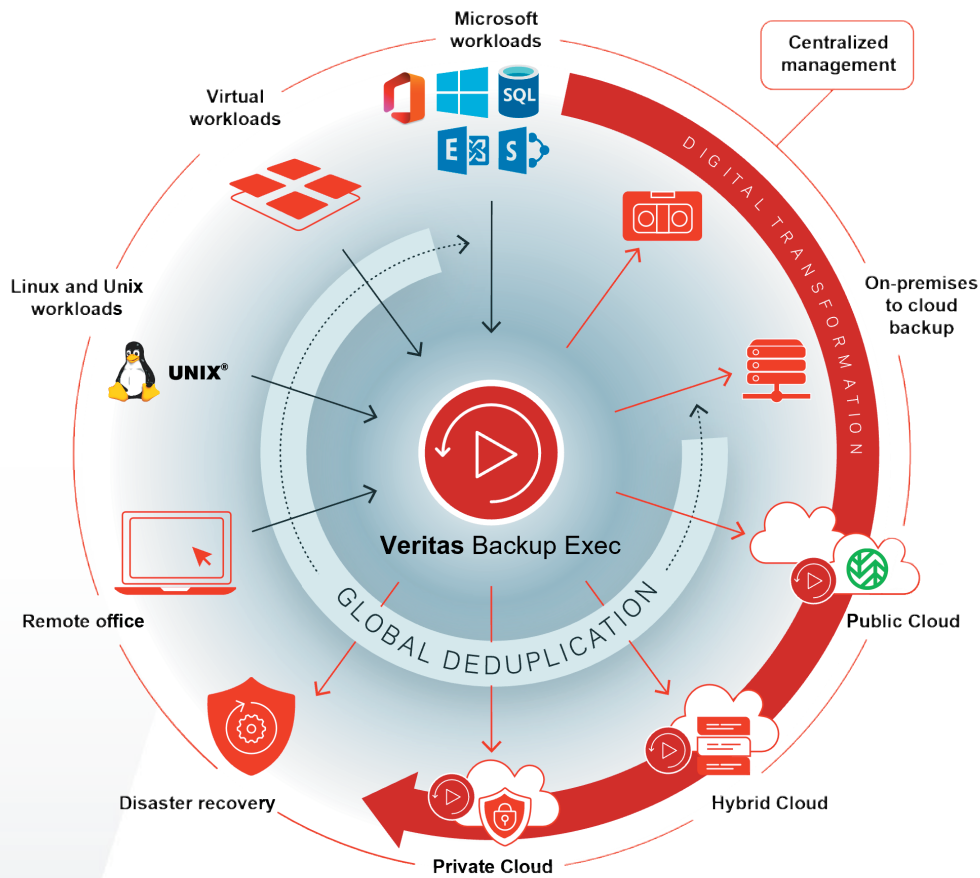 Microsoft
workloads
Centralized
management
Virtual
workloads
SQL
E
S
DIGITAL TRANSFORMATION
Linux and Unix
workloads
On-premises
to cloud
backup
UNIX®
Veritas Backup Exec
GLOBAL DEDUPLICATION
Remote office
Public Cloud
Disaster recovery
Hybrid Cloud
Private Cloud